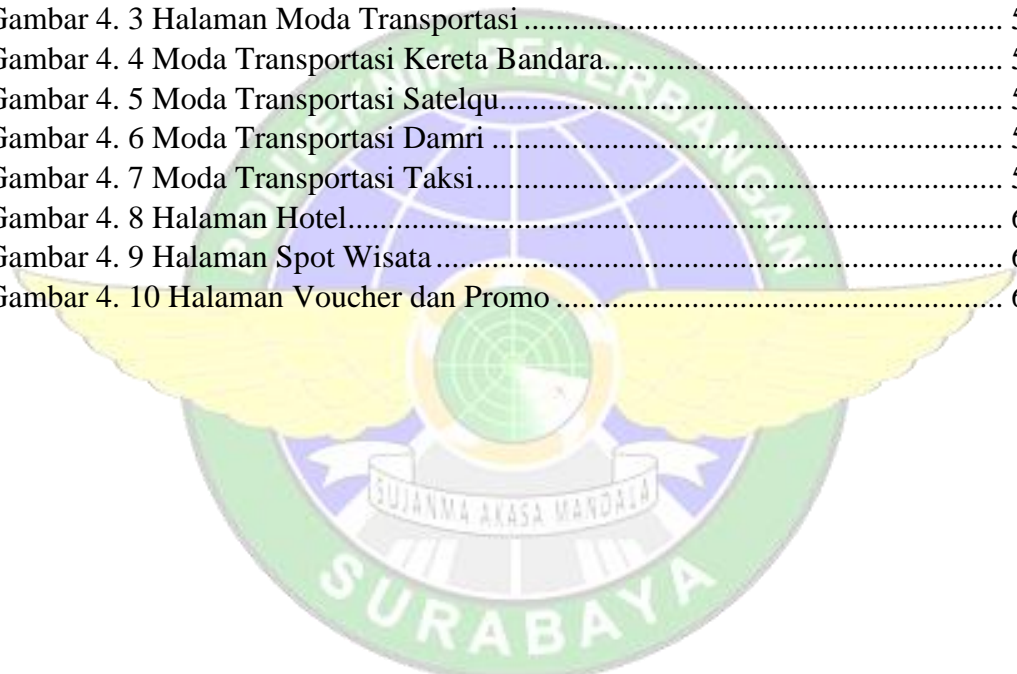 Gambar 4. 3 Halaman Moda Transportasi ........................................................ 5
Gambar 4. 4 Moda Transportasi Kereta Bandara............................................. 5
Gambar 4. 5 Moda Transportasi Satelqu.......................................................... 5
Gambar 4. 6 Moda Transportasi Damri ........................................................... 5
Gambar 4. 7 Moda Transportasi Taksi............................................................. 5
Gambar 4. 8 Halaman Hotel............................................................................. 6
Gambar 4. 9 Halaman Spot Wisata .................................................................. 6
Gambar 4. 10 Halaman Voucher dan Promo ................................................... 6
POLITEKNIK PENERBANGAN
SUJANMA AKASA MANDALA
SURABAYA